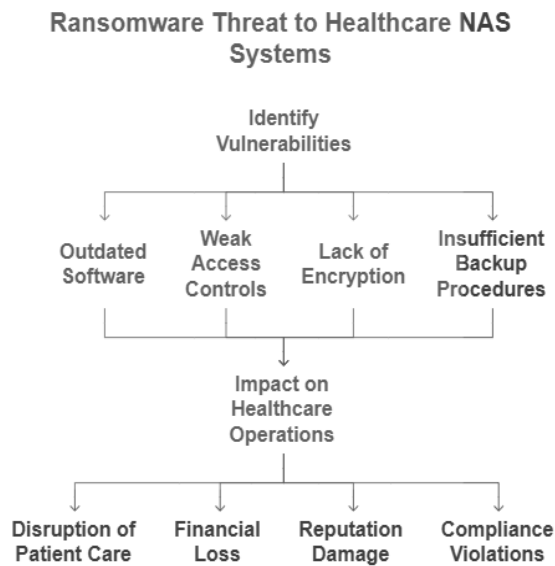 Ransomware Threat to Healthcare NAS
Systems
Identify
Vulnerabilities
Outdated
Software
Weak
Access
Controls
Lack of
Encryption
Insufficient
Backup
Procedures
Impact on
Healthcare
Operations
Disruption of
Patient Care
Financial
Loss
Reputation
Damage
Compliance
Violations